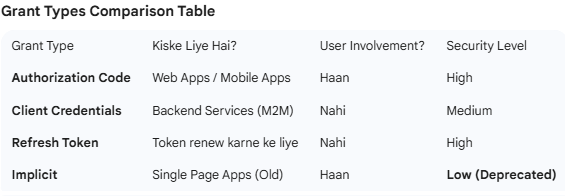 Grant Types Comparison Table
Grant Type Kiske Liye Hai? User Involvement? Security Level
Authorization Code Web Apps / Mobile Apps Haan High
Client Credentials Backend Services (M2M) Nahi Medium
Refresh Token Token renew karne ke liye Nahi High
Implicit Single Page Apps (Old) Haan Low (Deprecated)